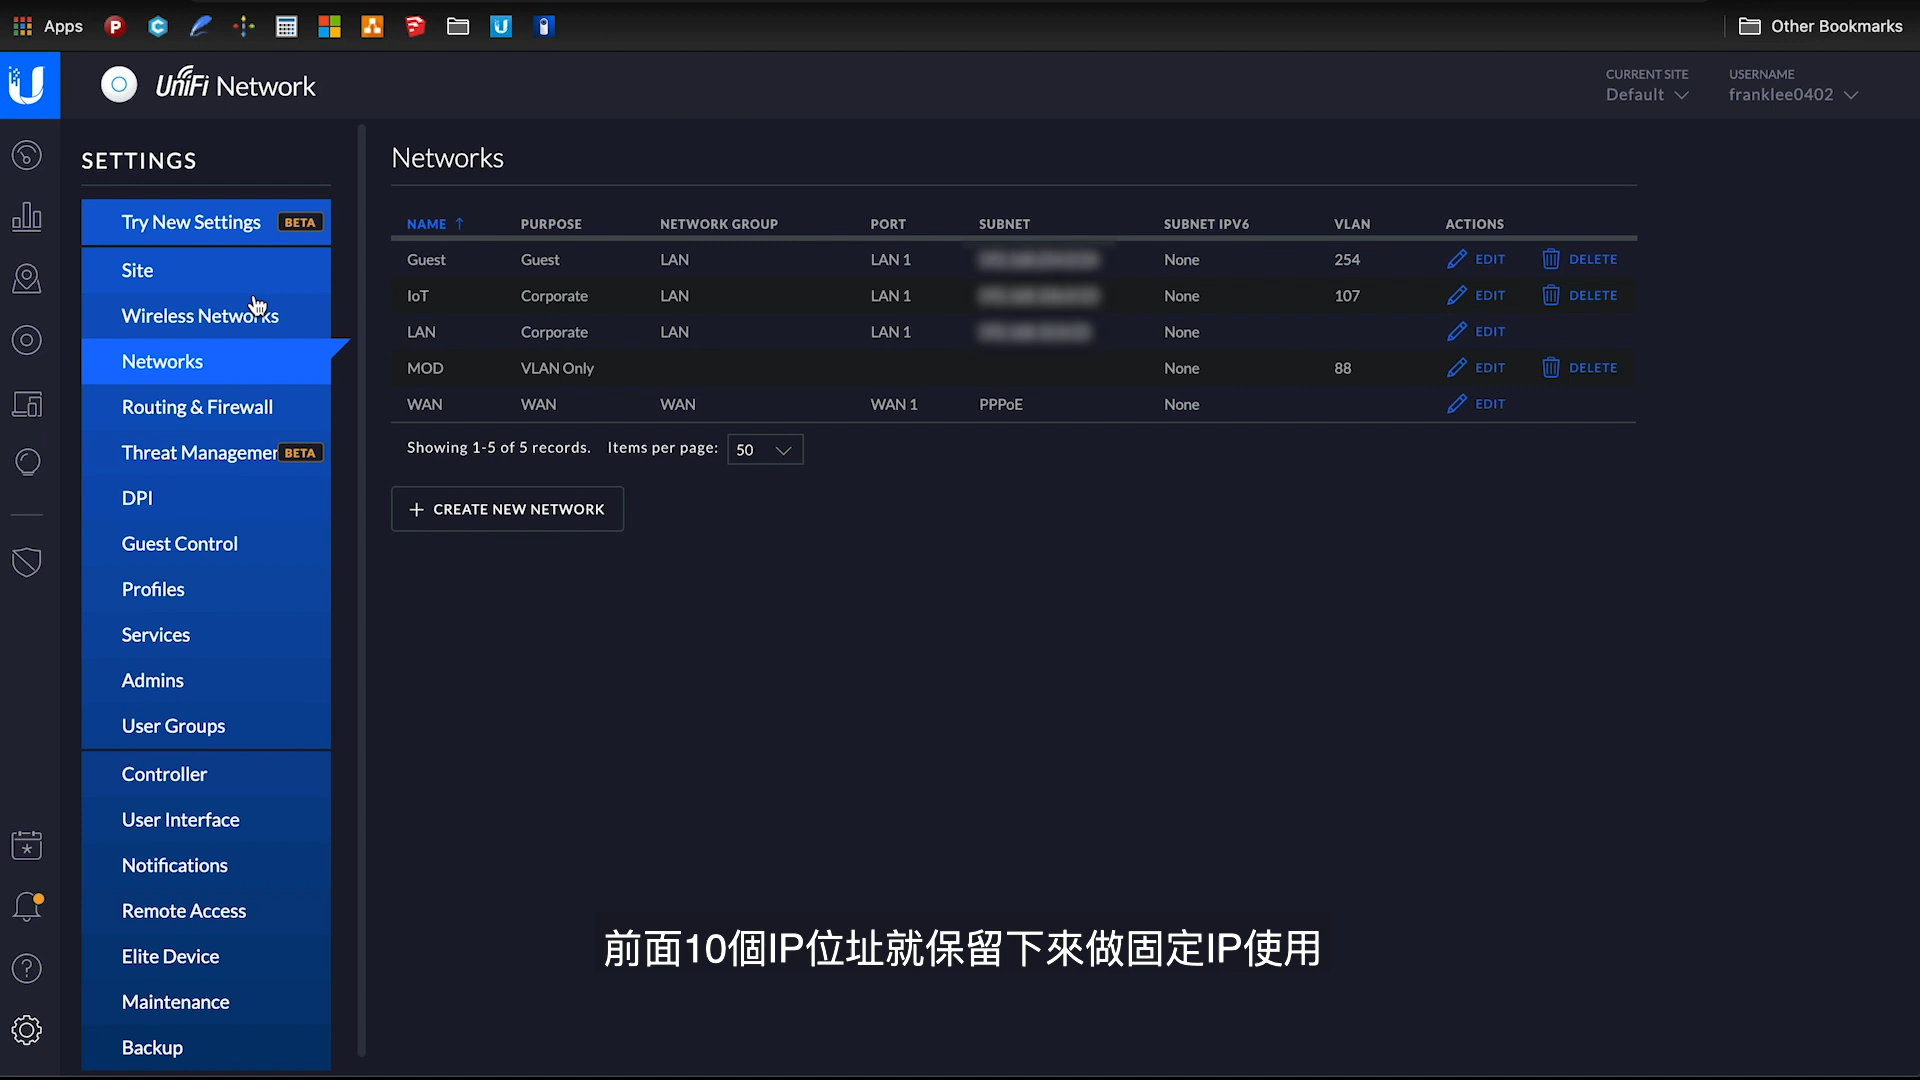 Apps
Other Bookmarks
UniFi Network
CURRENT SITE
Default
USERNAME
franklee0402
SETTINGS
Try New Settings BETA
Site
Wireless Networks
Networks
Routing & Firewall
Threat Managemen BETA
DPI
Guest Control
Profiles
Services
Admins
User Groups
Controller
User Interface
Notifications
Remote Access
Elite Device
Maintenance
Backup
Networks
NAME ↑ PURPOSE NETWORK GROUP PORT SUBNET SUBNET IPV6 VLAN ACTIONS
Guest Guest LAN LAN 1 None 254 EDIT DELETE
IoT Corporate LAN LAN 1 None 107 EDIT DELETE
LAN Corporate LAN LAN 1 None EDIT
MOD VLAN Only None 88 EDIT DELETE
WAN WAN WAN WAN 1 PPPoE None EDIT
Showing 1-5 of 5 records. Items per page: 50
+ CREATE NEW NETWORK
前面10個IP位址就保留下來做固定IP使用